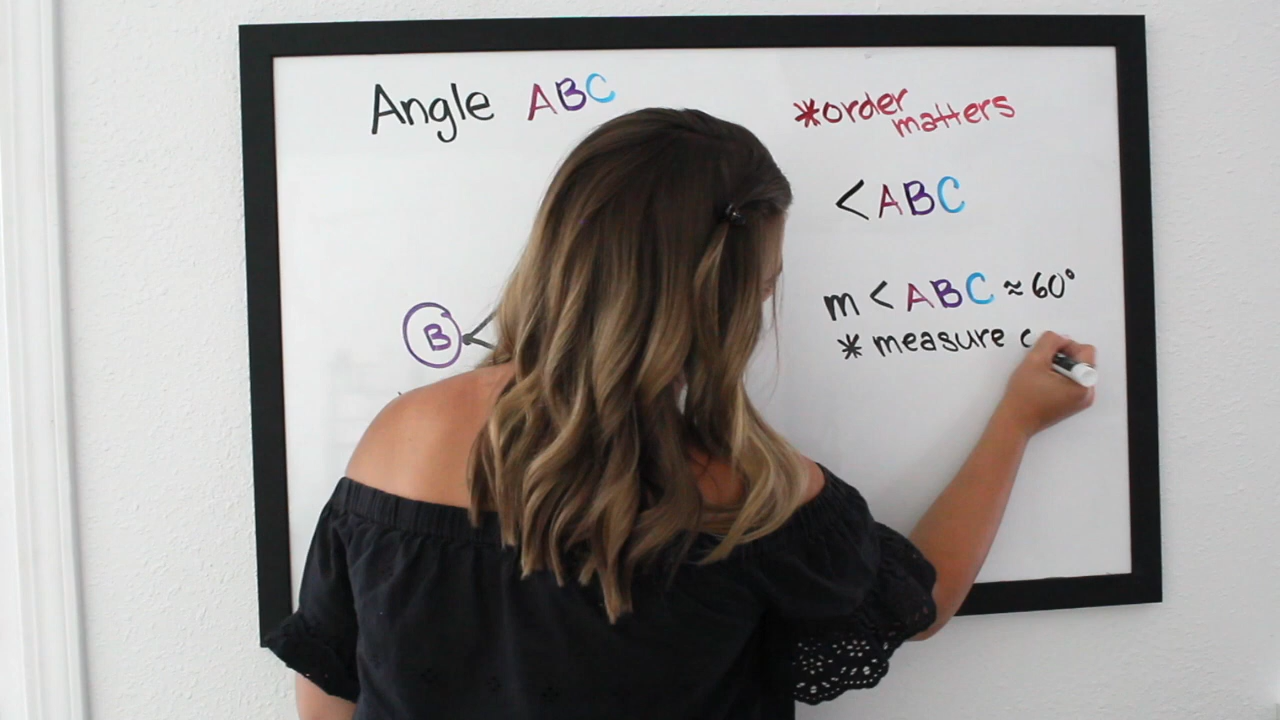 Angle ABC
*order
matters
<ABC
m<ABC ≈ 60°
* measure
B